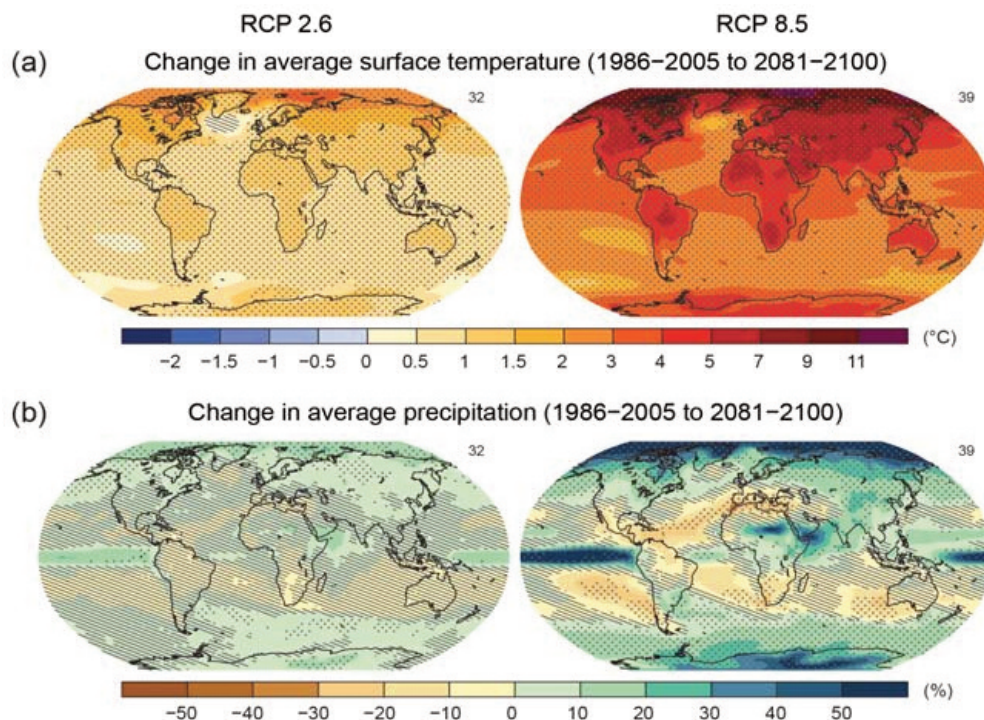 RCP 2.6 RCP 8.5
(a) Change in average surface temperature (1986−2005 to 2081−2100)
32 39
−2 −1.5 −1 −0.5 0 0.5 1 1.5 2 3 4 5 7 9 11 (°C)
(b) Change in average precipitation (1986−2005 to 2081−2100)
32 39
−50 −40 −30 −20 −10 0 10 20 30 40 50 (%)